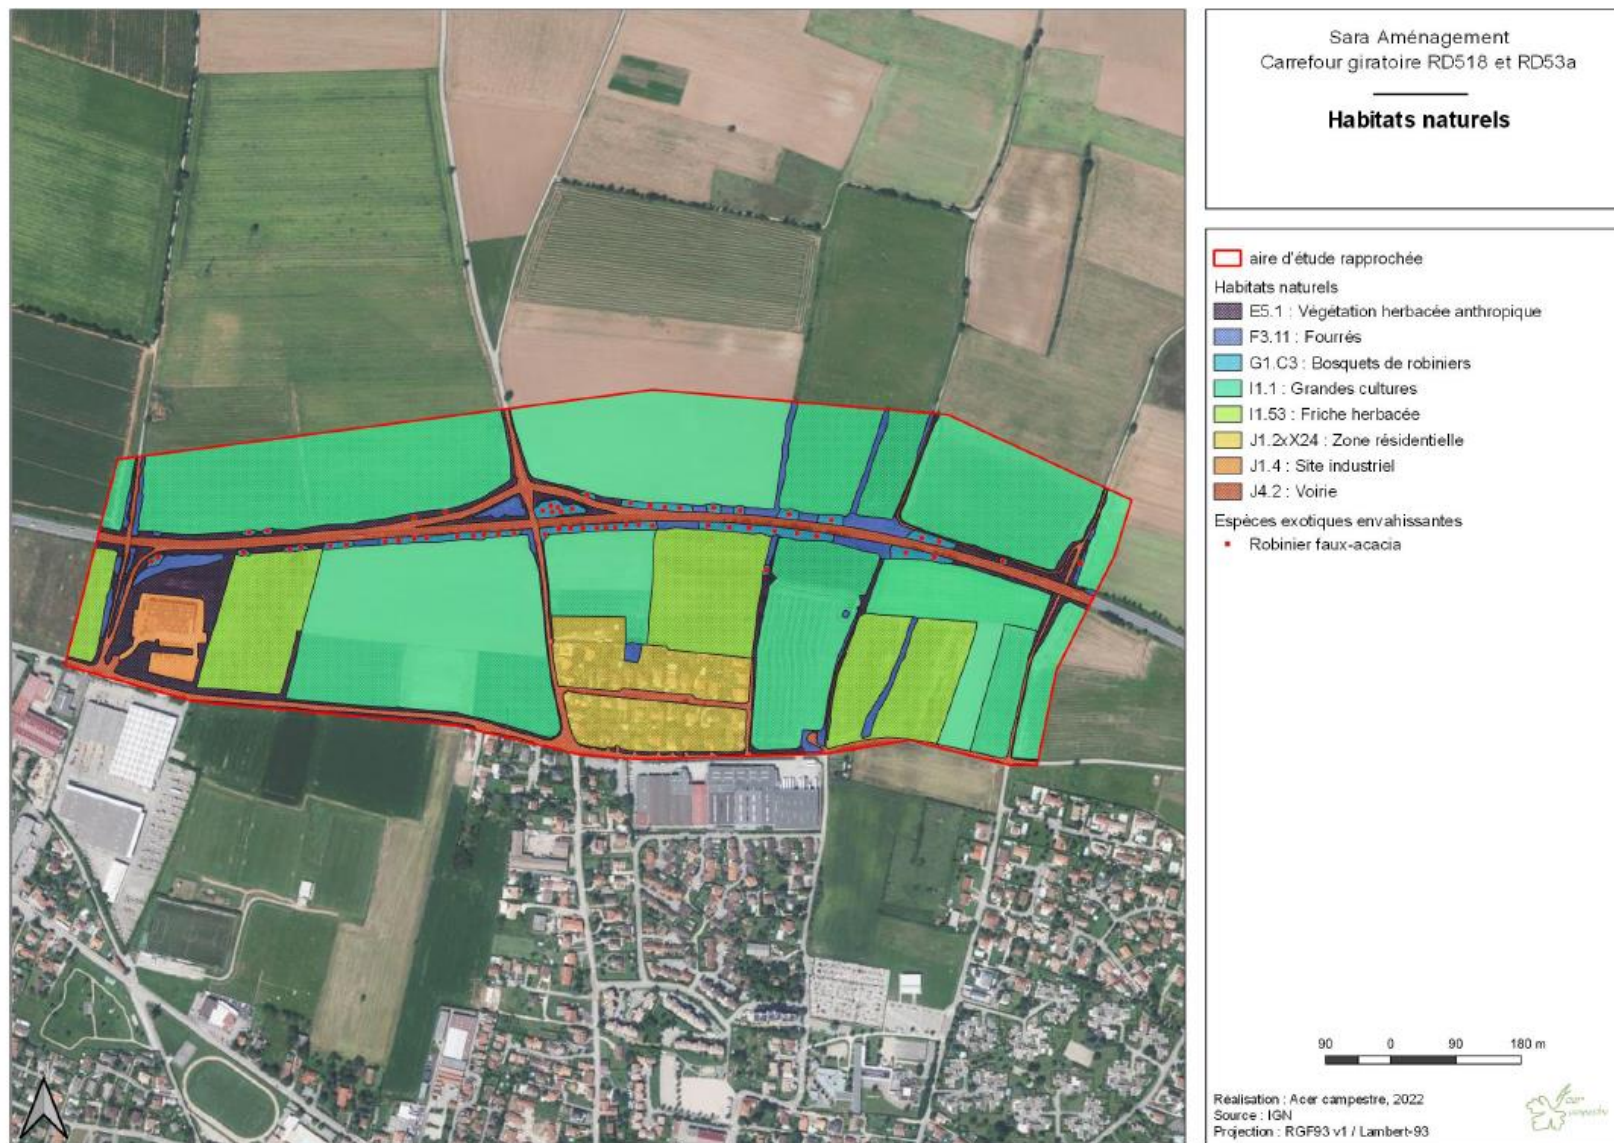 Sara Aménagement
Carrefour giratoire RD518 et RD53a
Habitats naturels
aire d'étude rapprochée
Habitats naturels
E5.1 : Végétation herbacée anthropique
F3.11 : Fourrés
G1.C3 : Bosquets de robiniers
I1.1 : Grandes cultures
I1.53 : Friche herbacée
J1.2xX24 : Zone résidentielle
J1.4 : Site industriel
J4.2 : Voirie
Espèces exotiques envahissantes
Robinier faux-acacia
90 0 90 180 m
Réalisation : Acer campestre, 2022
Source : IGN
Projection : RGF93 v1 / Lambert-93
acer
campestre